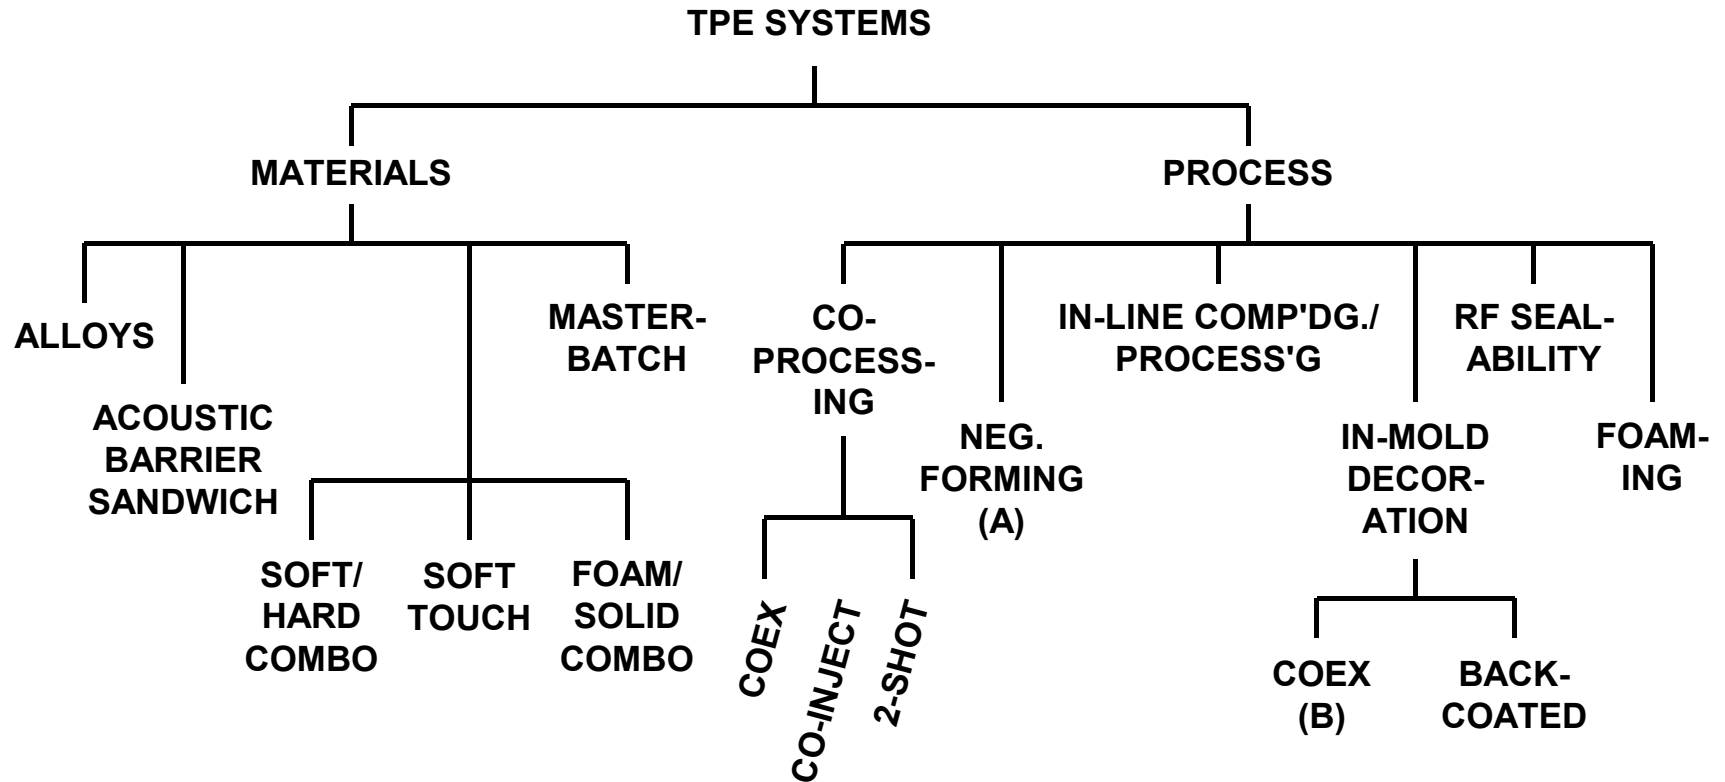 TPE SYSTEMS
MATERIALS
PROCESS
ALLOYS
ACOUSTIC
BARRIER
SANDWICH
SOFT/
HARD
COMBO
SOFT
TOUCH
FOAM/
SOLID
COMBO
MASTER-
BATCH
CO-
PROCESS-
ING
COEX
CO-INJECT
2-SHOT
NEG.
FORMING
(A)
IN-LINE COMP'DG./
PROCESS'G
IN-MOLD
DECOR-
ATION
COEX
(B)
BACK-
COATED
RF SEAL-
ABILITY
FOAM-
ING